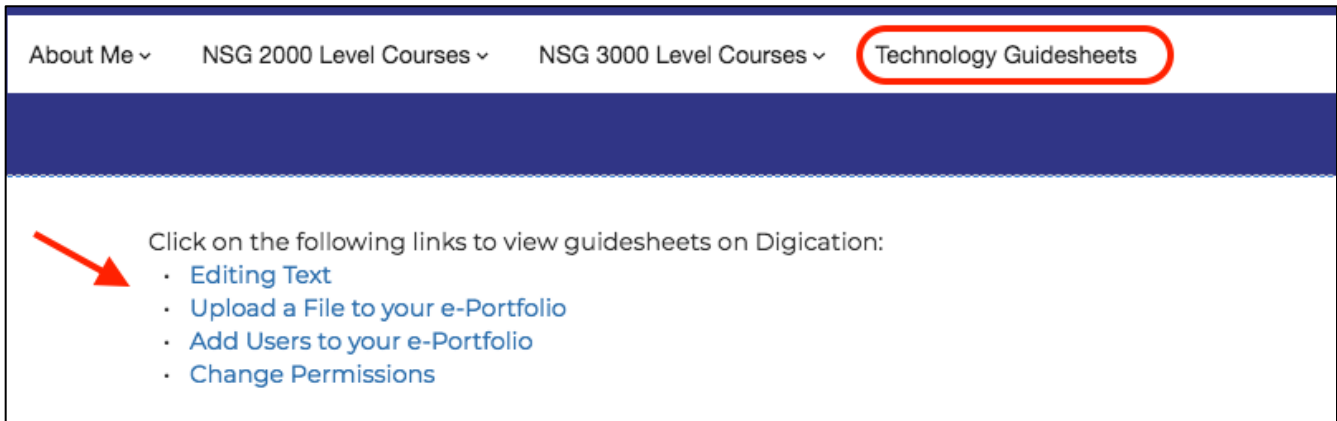 About Me NSG 2000 Level Courses NSG 3000 Level Courses Technology Guidesheets
Click on the following links to view guidesheets on Digication:
· Editing Text
· Upload a File to your e-Portfolio
· Add Users to your e-Portfolio
· Change Permissions